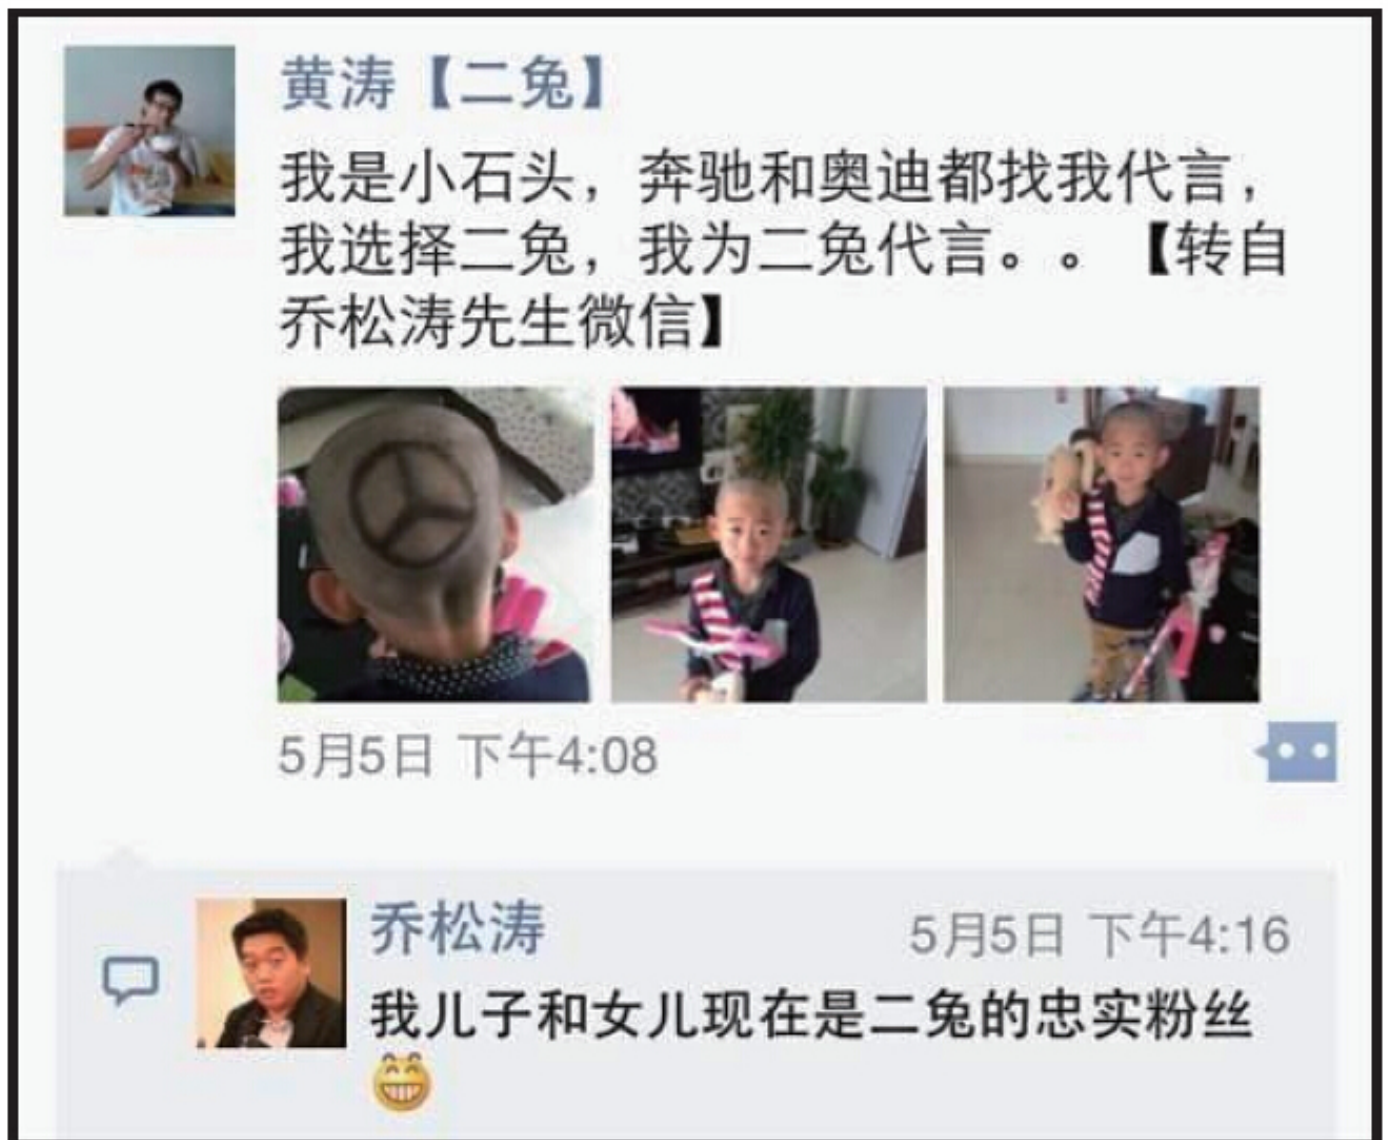 黄涛【二兔】
我是小石头，奔驰和奥迪都找我代言，
我选择二兔，我为二兔代言。。【转自
乔松涛先生微信】
5月5日 下午4:08
乔松涛
5月5日 下午4:16
我儿子和女儿现在是二兔的忠实粉丝